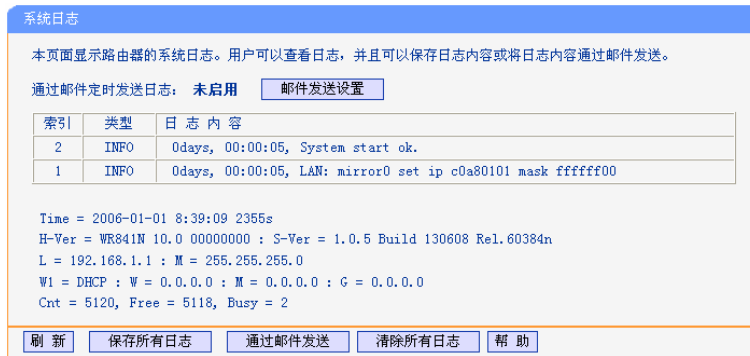 系统日志
本页面显示路由器的系统日志。用户可以查看日志，并且可以保存日志内容或将日志内容通过邮件发送。
通过邮件定时发送日志： 未启用 邮件发送设置
索引 类型 日 志 内 容
2 INFO 0days, 00:00:05, System start ok.
1 INFO 0days, 00:00:05, LAN: mirror0 set ip c0a80101 mask ffffff00
Time = 2006-01-01 8:39:09 2355s
H-Ver = WR841N 10.0 00000000 : S-Ver = 1.0.5 Build 130608 Rel.60384n
L = 192.168.1.1 : M = 255.255.255.0
W1 = DHCP : W = 0.0.0.0 : M = 0.0.0.0 : G = 0.0.0.0
Cnt = 5120, Free = 5118, Busy = 2
刷 新 保存所有日志 通过邮件发送 清除所有日志 帮 助